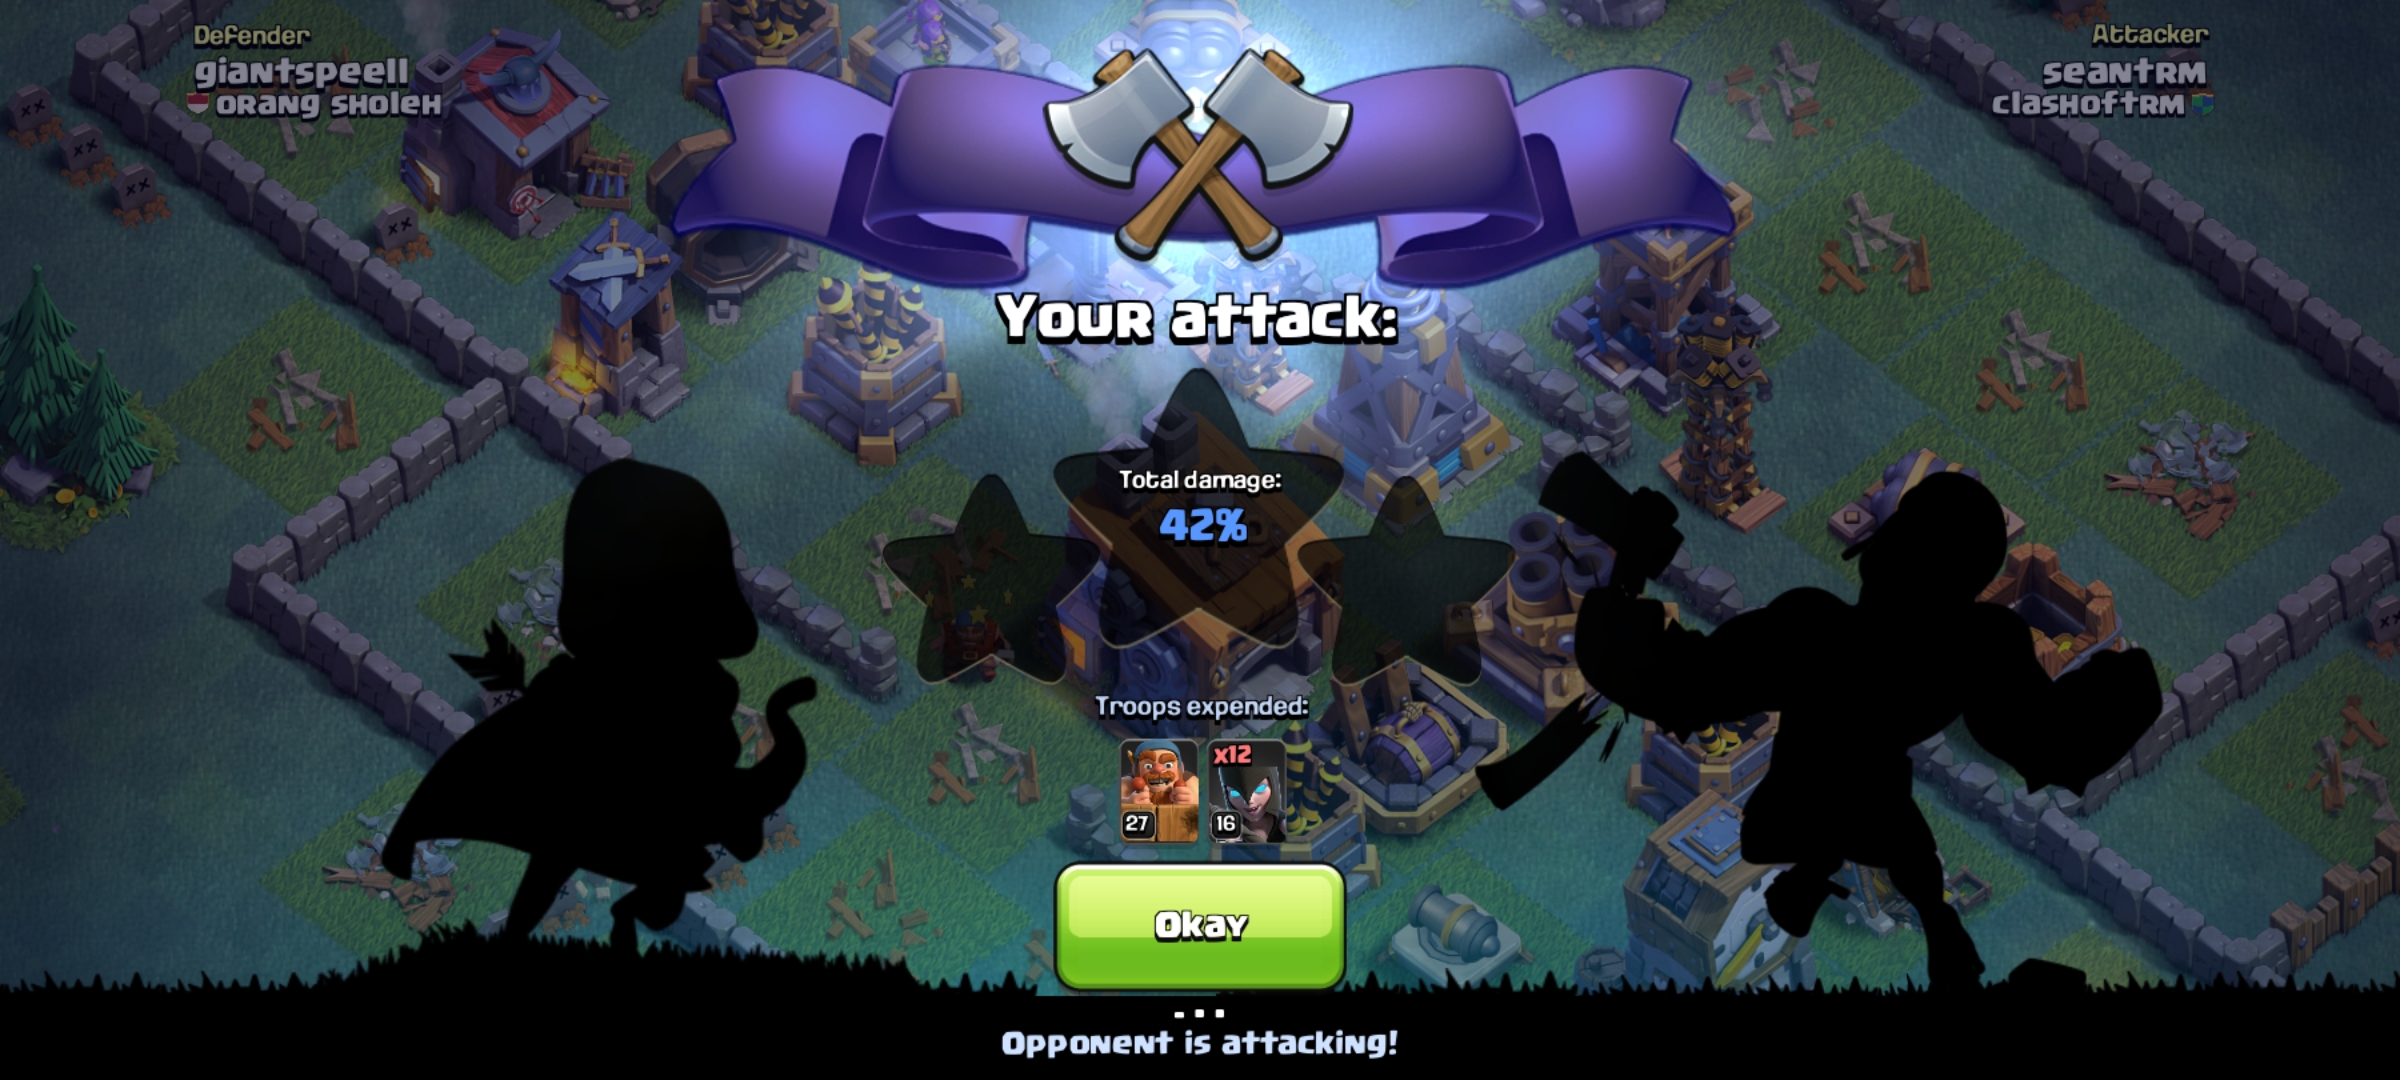 Defender
giantspeell
orang sholeh
Attacker
seantrm
clashoftrm
Your attack:
Total damage:
42%
Troops expended:
x12
27
16
Okay
...
Opponent is attacking!